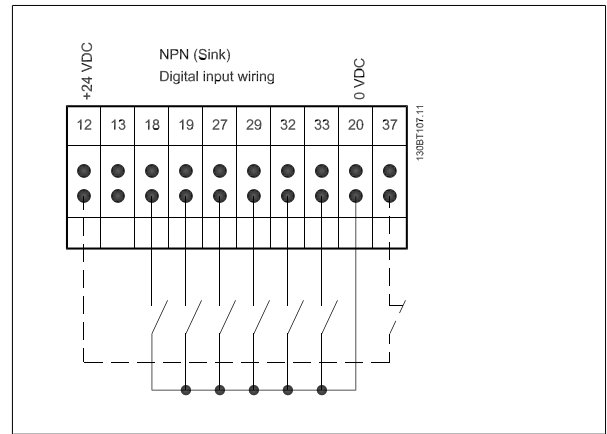 NPN (Sink)
Digital input wiring
+24 VDC
0 VDC
12 13 18 19 27 29 32 33 20 37
130BT107.11